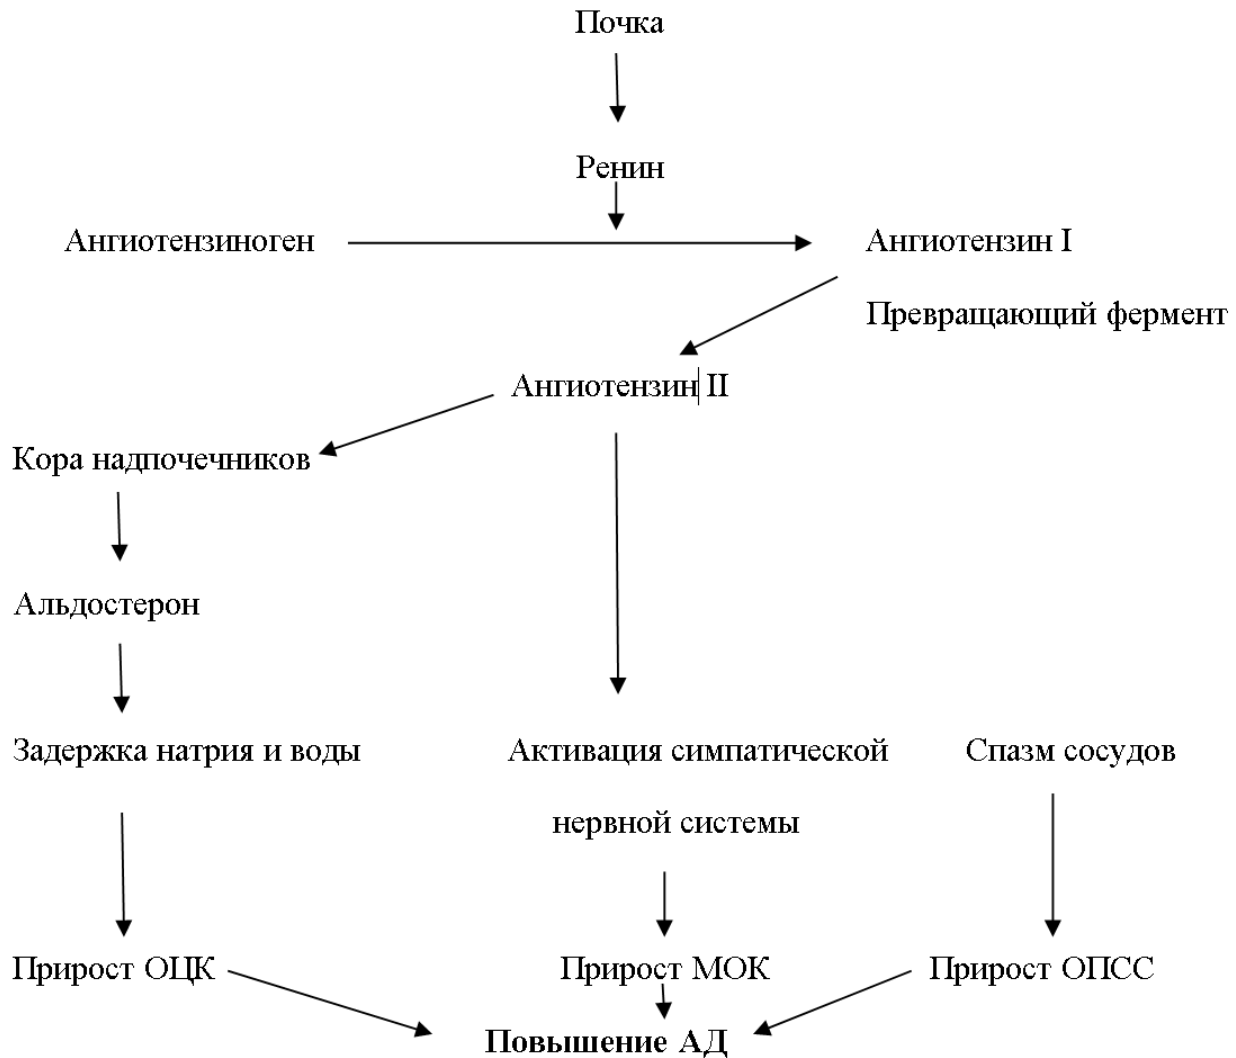 Почка
Ренин
Ангиотензиноген Ангиотензин I
Превращающий фермент
Ангиотензин II
Кора надпочечников
Альдостерон
Задержка натрия и воды Активация симпатической Спазм сосудов
нервной системы
Прирост ОЦК Прирост МОК Прирост ОПСС
Повышение АД